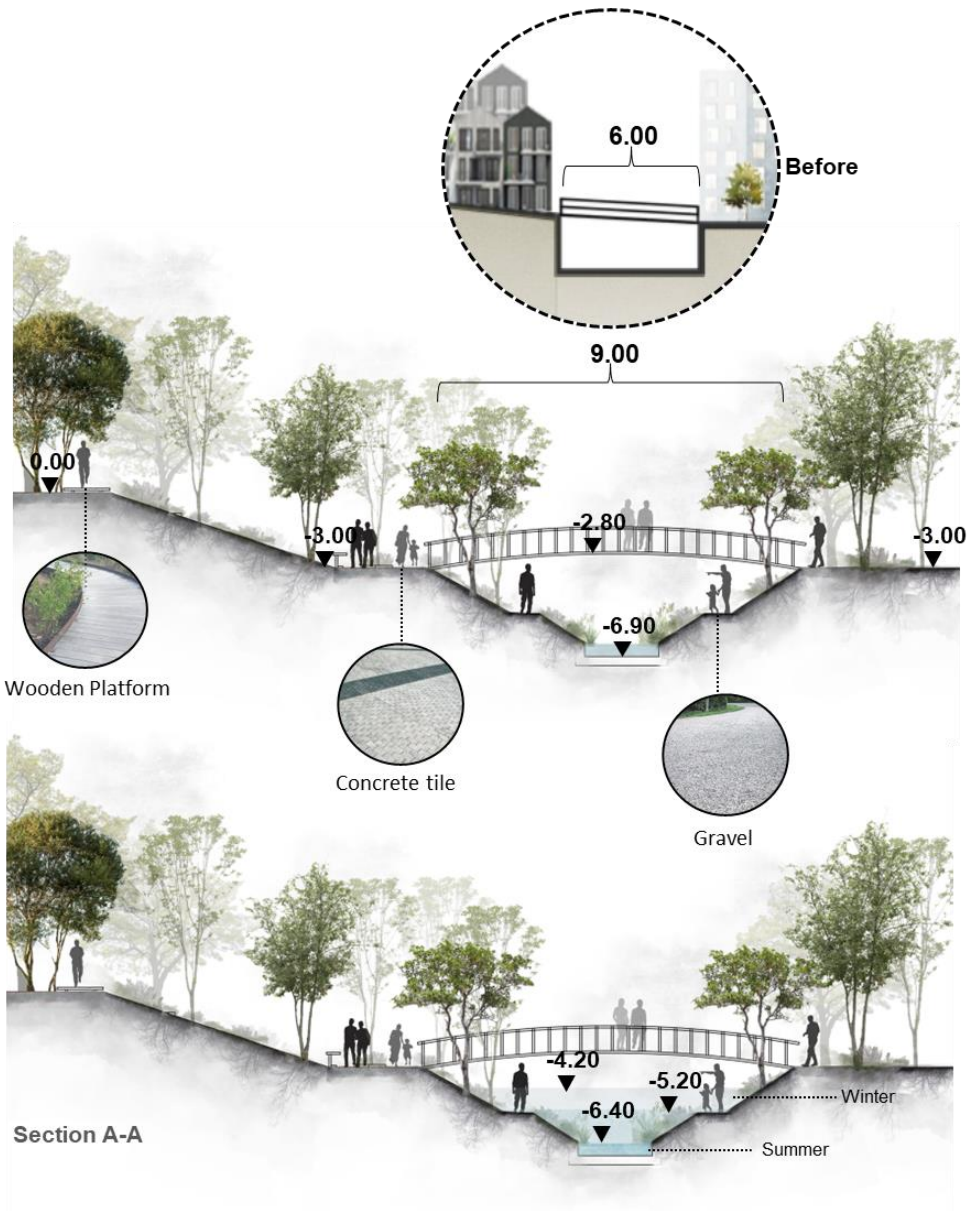 6.00
Before
9.00
0.00
-3.00
-2.80
-3.00
-6.90
Wooden Platform
Concrete tile
Gravel
-4.20
-5.20
Winter
-6.40
Section A-A
Summer